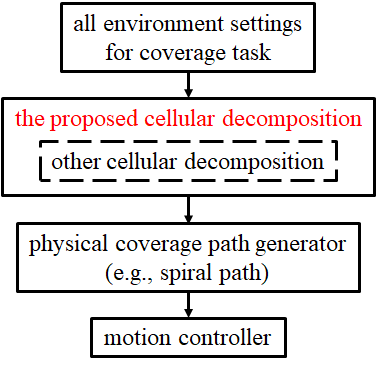 all environment settings
for coverage task
the proposed cellular decomposition
other cellular decomposition
physical coverage path generator
(e.g., spiral path)
motion controller